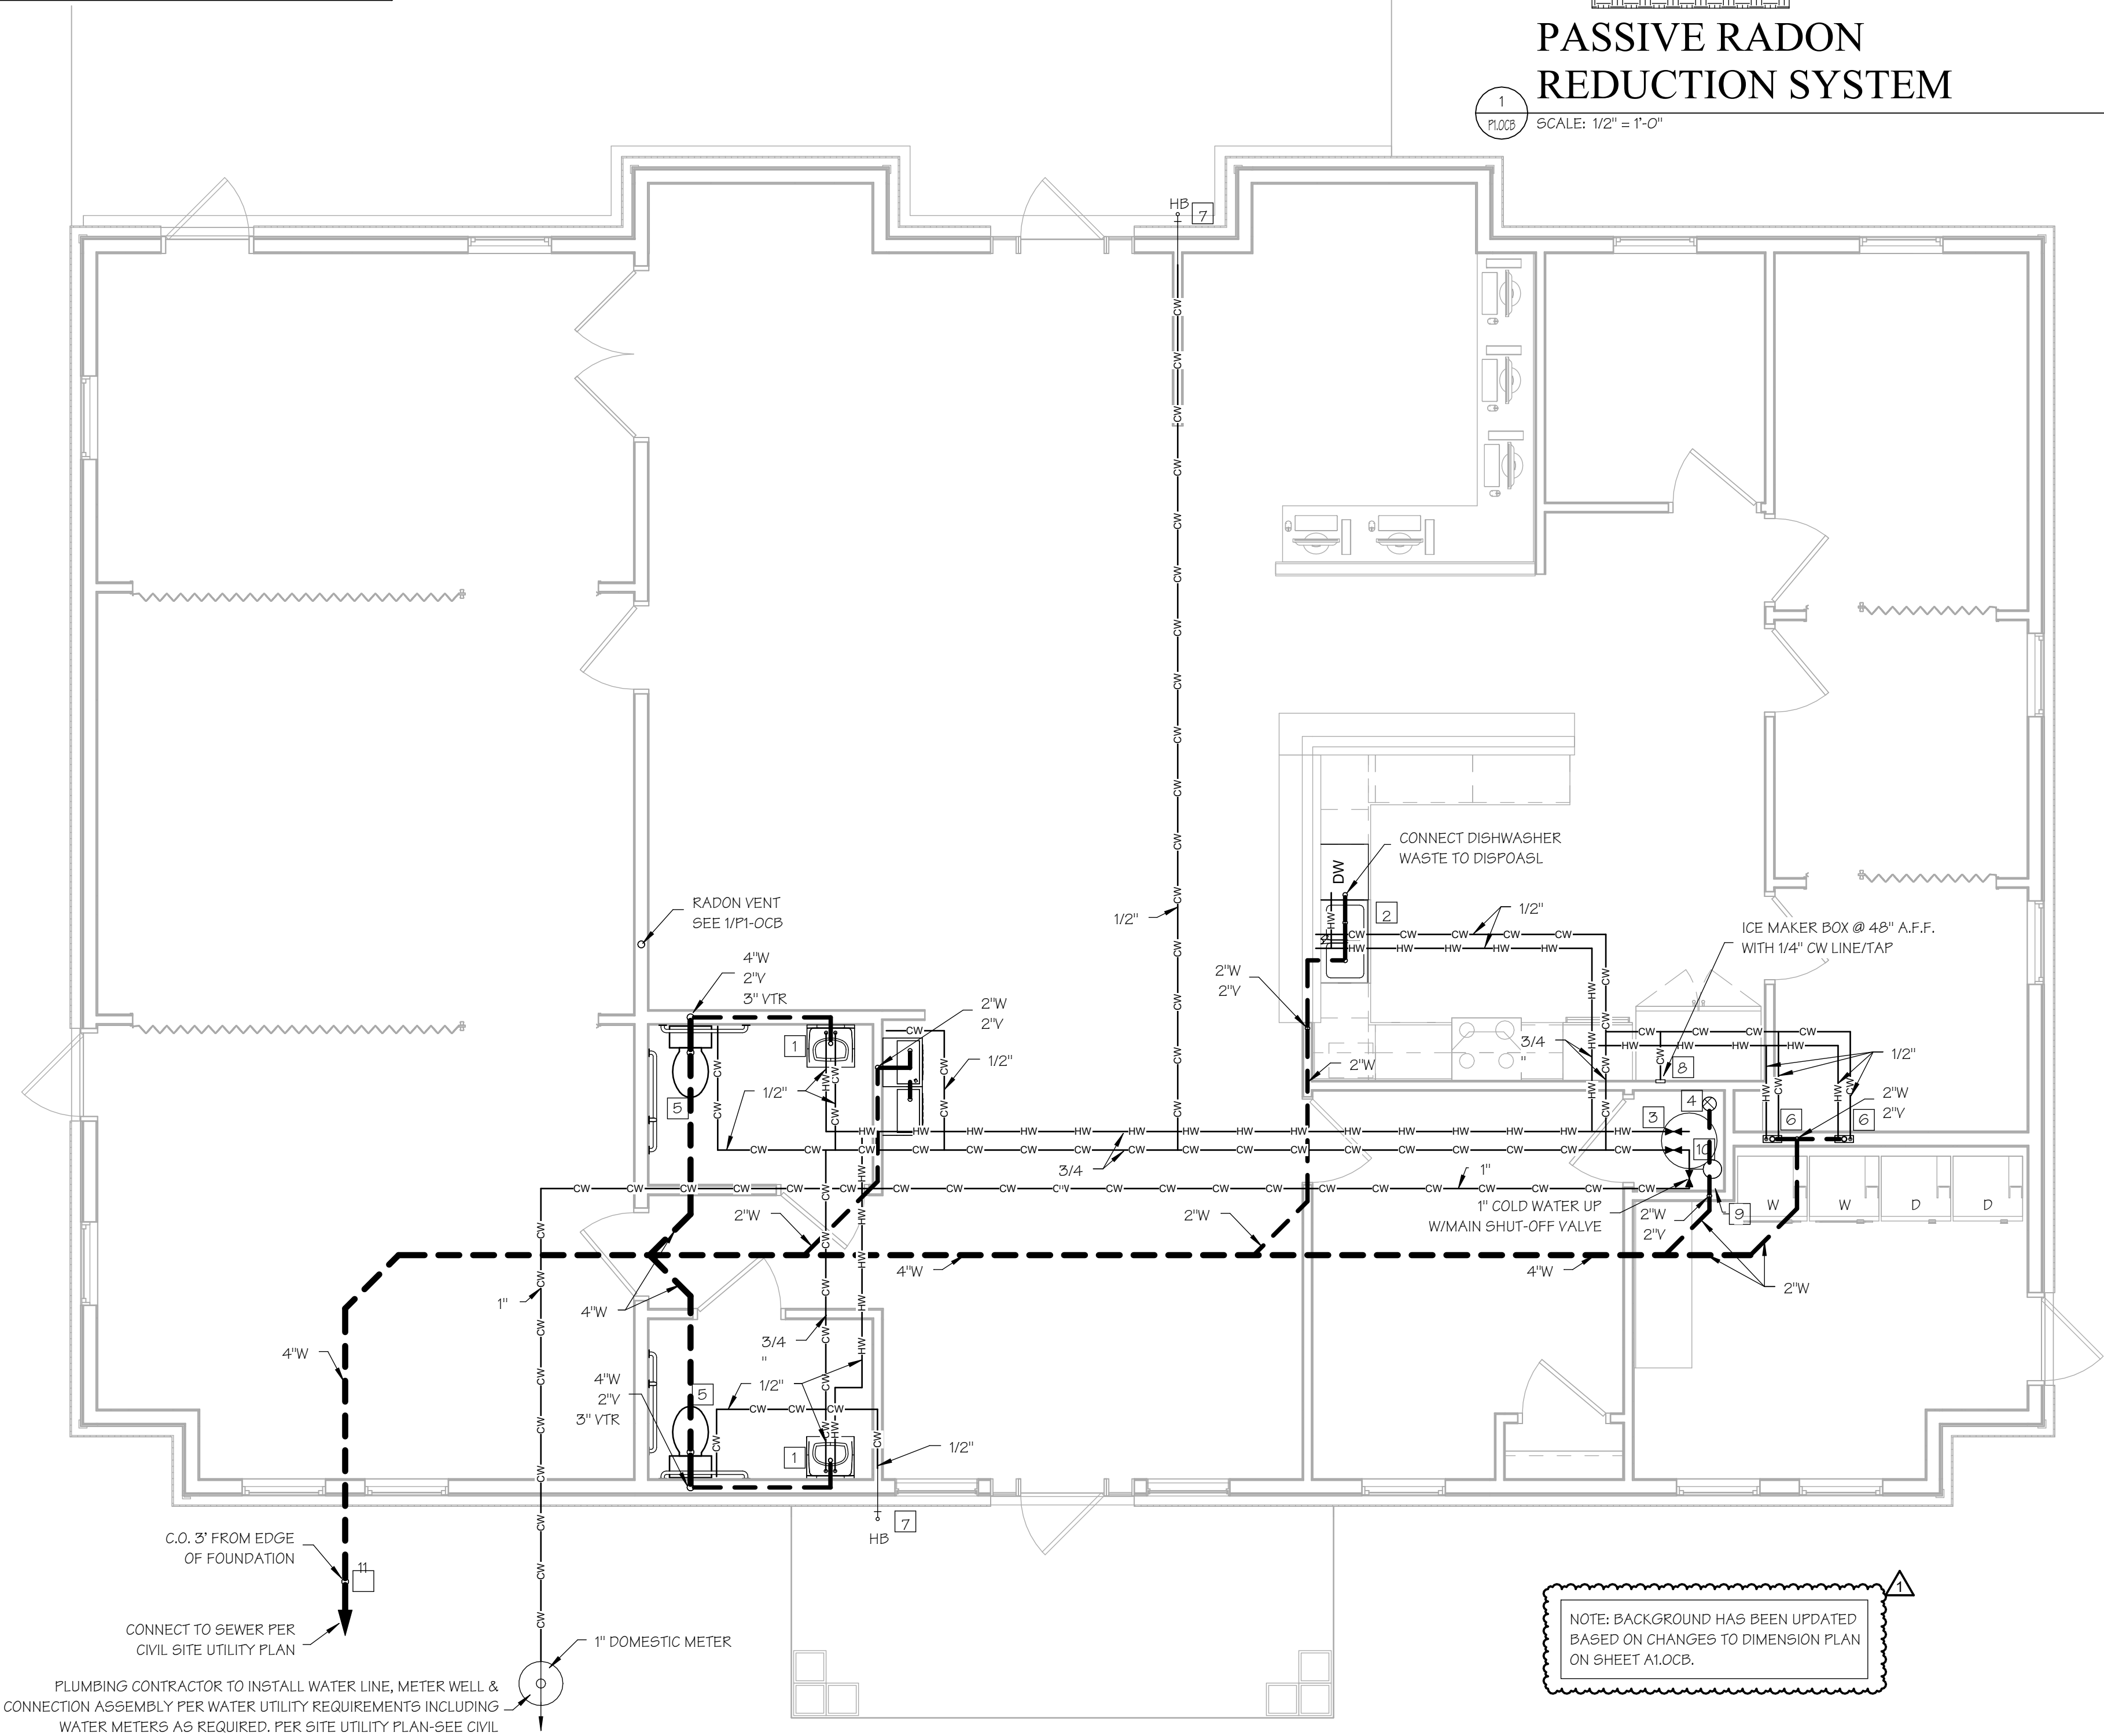 PASSIVE RADON
REDUCTION SYSTEM
1
P1.OCB
SCALE: 1/2" = 1'-0"
HB
7
CONNECT DISHWASHER
WASTE TO DISPOASL
DW
2
1/2"
RADON VENT
SEE 1/P1-OCB
1/2"
ICE MAKER BOX @ 48" A.F.F.
WITH 1/4" CW LINE/TAP
4"W
2"V
3" VTR
2"W
2"V
2"W
2"V
1
1/2"
5
1/2"
2"W
3/4
"
8
1/2"
2"W
2"V
3
4
6
6
10
3/4
1"
1" COLD WATER UP
W/MAIN SHUT-OFF VALVE
2"W
2"V
9
W
W
D
D
2"W
2"W
4"W
4"W
2"W
1"
4"W
4"W
3/4
"
4"W
2"V
3" VTR
5
1/2"
1
1/2"
HB
7
C.O. 3' FROM EDGE
OF FOUNDATION
11
CONNECT TO SEWER PER
CIVIL SITE UTILITY PLAN
1" DOMESTIC METER
PLUMBING CONTRACTOR TO INSTALL WATER LINE, METER WELL &
CONNECTION ASSEMBLY PER WATER UTILITY REQUIREMENTS INCLUDING
WATER METERS AS REQUIRED. PER SITE UTILITY PLAN-SEE CIVIL
1
NOTE: BACKGROUND HAS BEEN UPDATED
BASED ON CHANGES TO DIMENSION PLAN
ON SHEET A1.OCB.
CW
HW